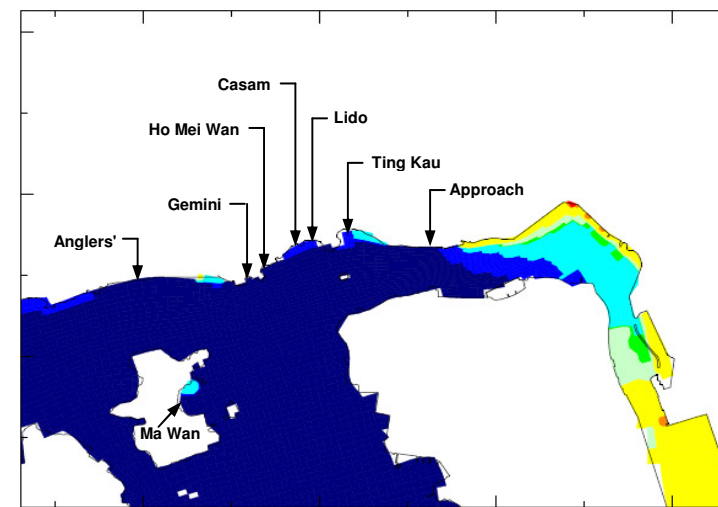 Casam
Lido
Ho Mei Wan
Ting Kau
Approach
Gemini
Anglers'
Ma Wan